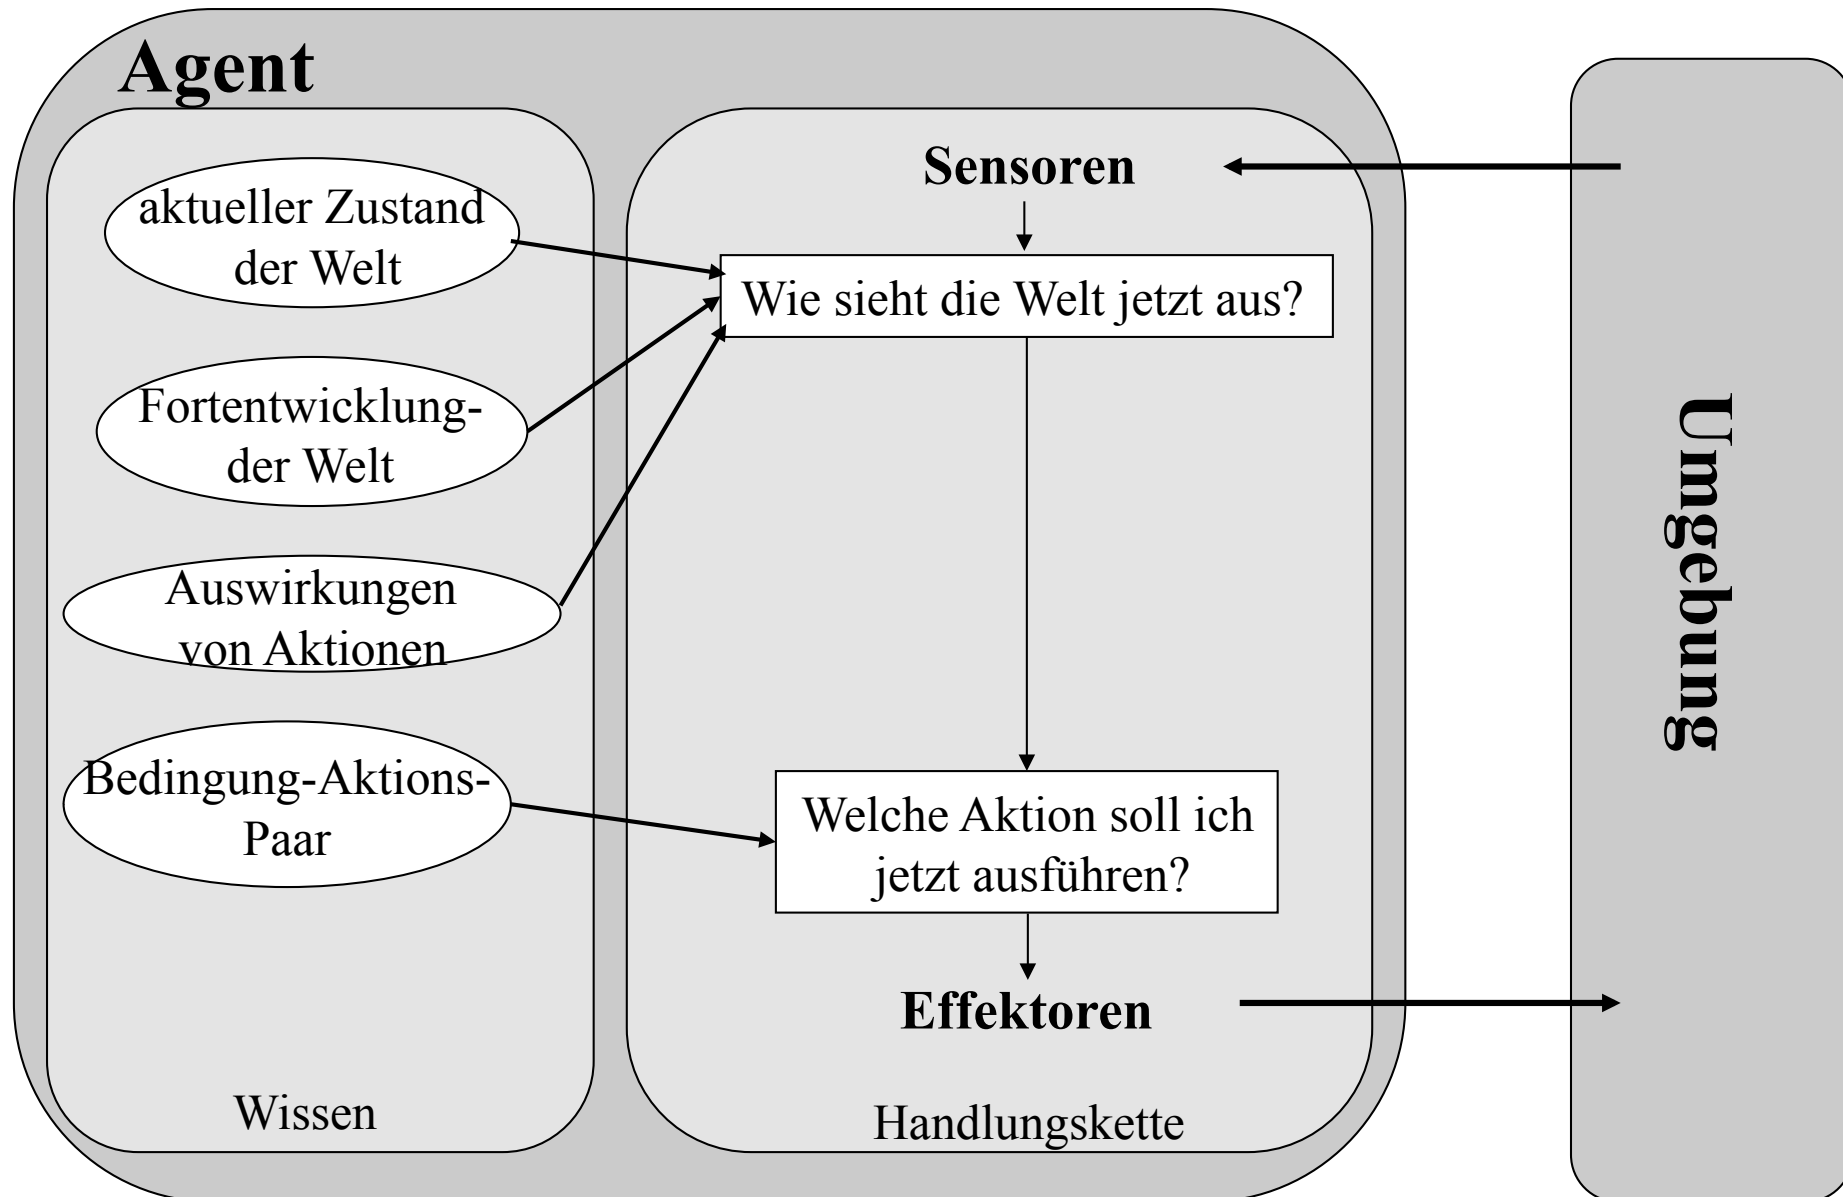 Agent
aktueller Zustand
der Welt
Fortentwicklung-
der Welt
Auswirkungen
von Aktionen
Bedingung-Aktions-
Paar
Wissen
Sensoren
Wie sieht die Welt jetzt aus?
Welche Aktion soll ich
jetzt ausführen?
Effektoren
Handlungskette
Umgebung